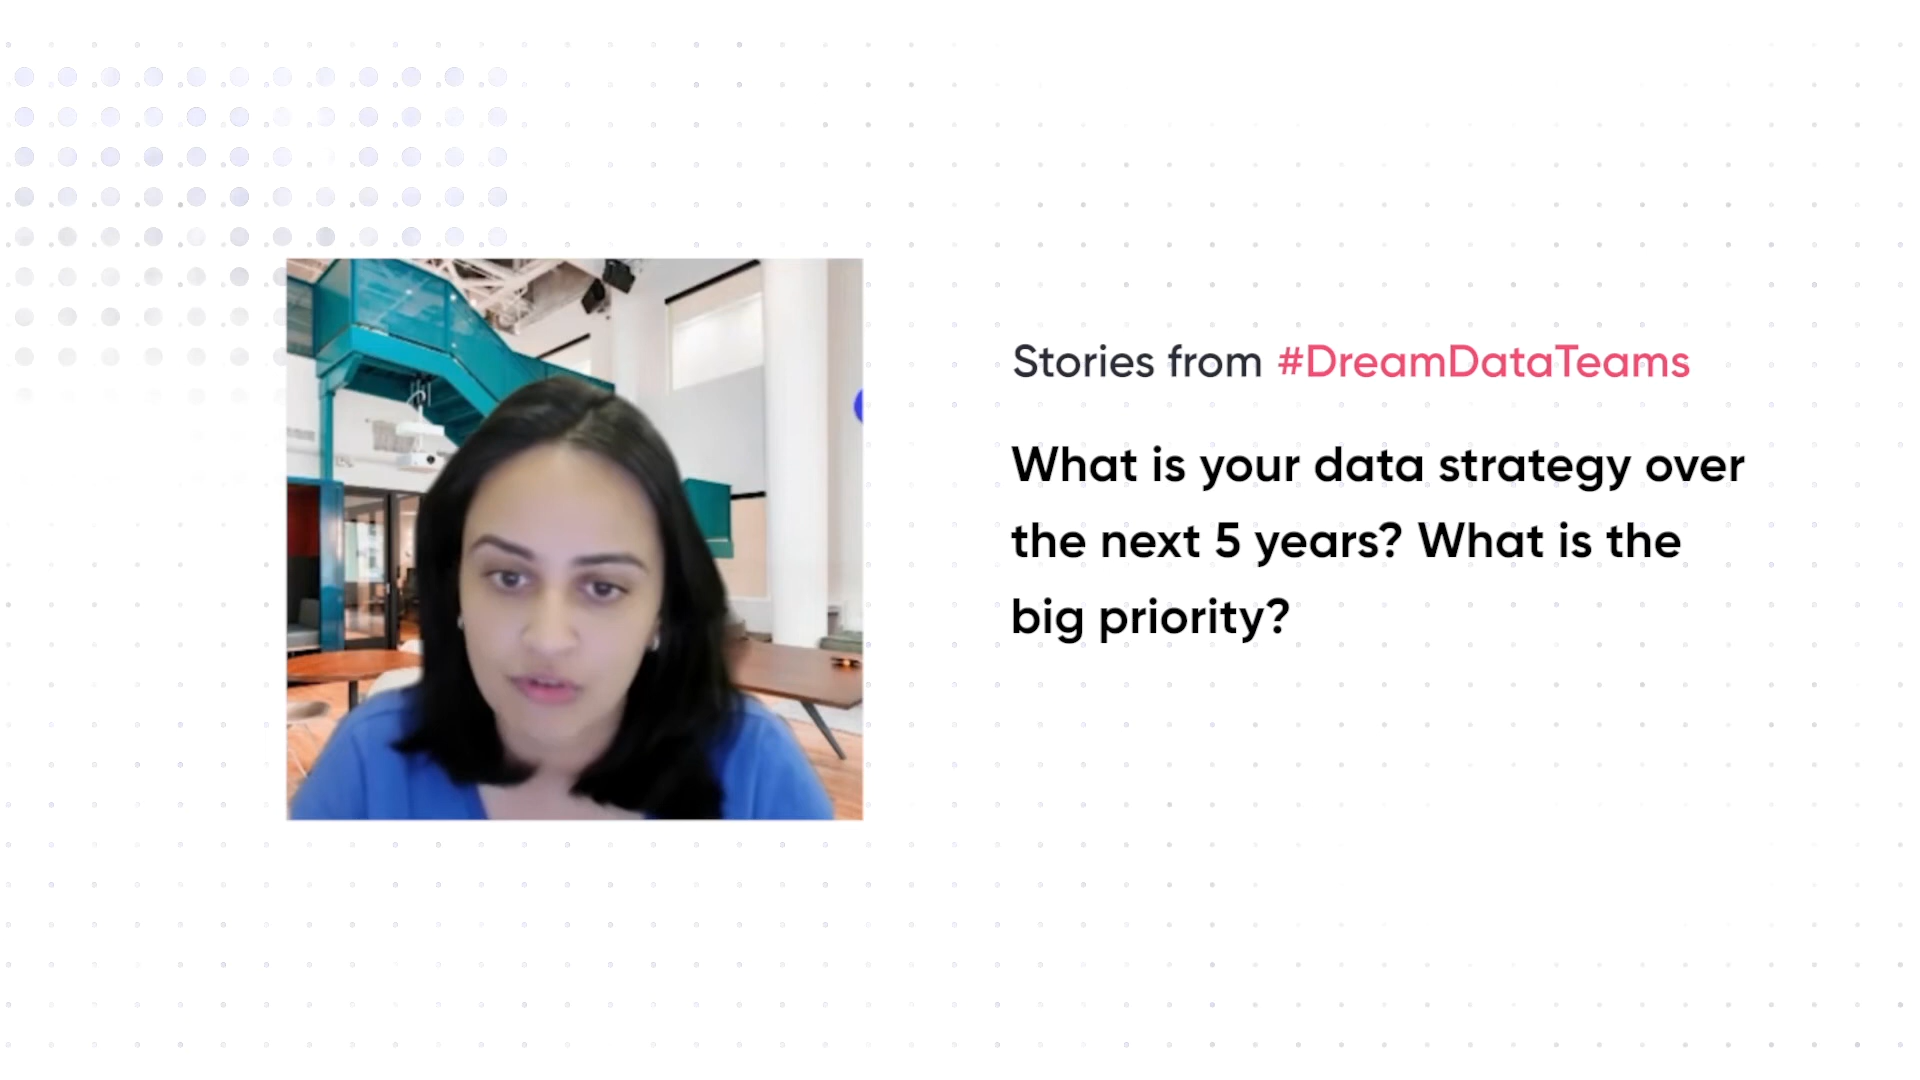 Stories from #DreamDataTeams
What is your data strategy over
the next 5 years? What is the
big priority?